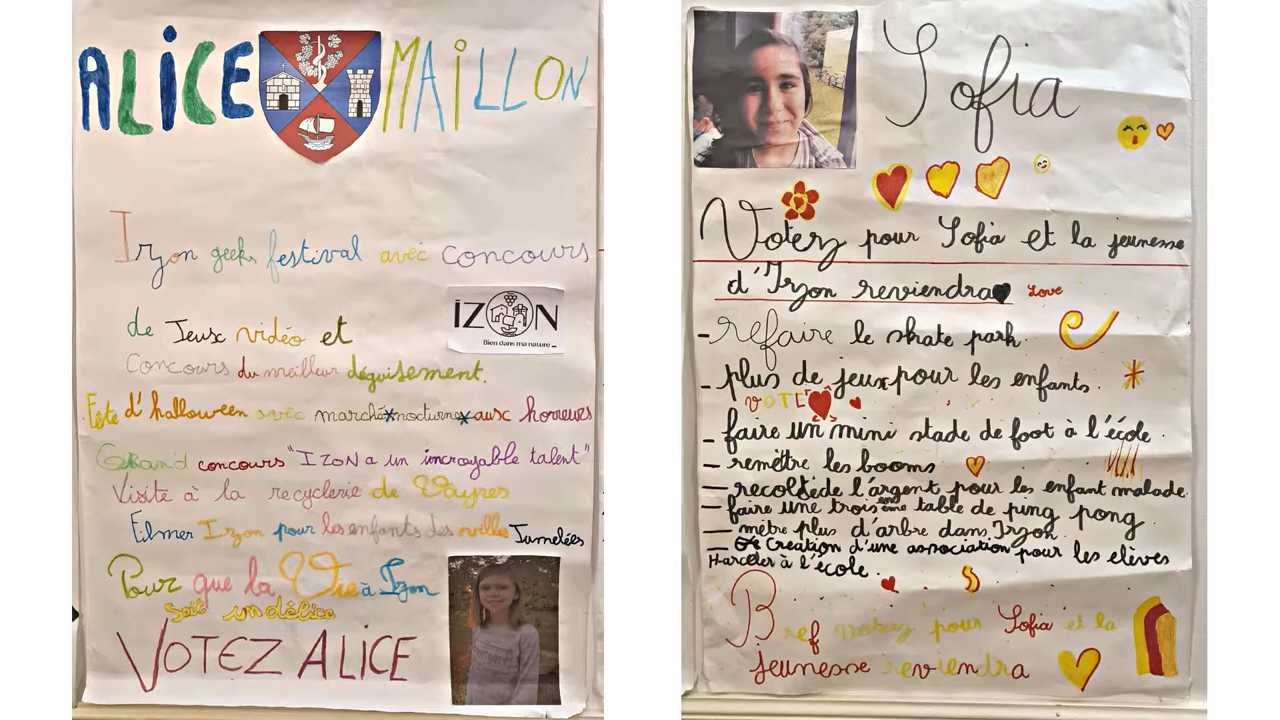 ALICE MAILLON
Izon geeks festival avec concours
de Jeux vidéo et
IZON
Bien dans ma nature
Concours du meilleur déguisement.
Fête d'halloween avec marché nocturne aux horreurs
Grand concours "IZON a un incroyable talent"
Visite à la recyclerie de Vayres
Filmer Izon pour les enfants des villes Jumelées
Pour que la Vie à Izon
soit un délice
VOTEZ ALICE
Sofia
Votez pour Sofia et la jeunesse
d'Izon reviendra Love
- refaire le skate park
- plus de jeux pour les enfants.
VOTE
- faire un mini stade de foot à l'école.
- remettre les booms
- recolte de l'argent pour les enfant malade.
- faire une troisième table de ping pong
- mètre plus d'arbre dans Izon.
- Creation d'une association pour les elèves
Harceler à l'école.
Bref votez pour Sofia et la
jeunesse reviendra